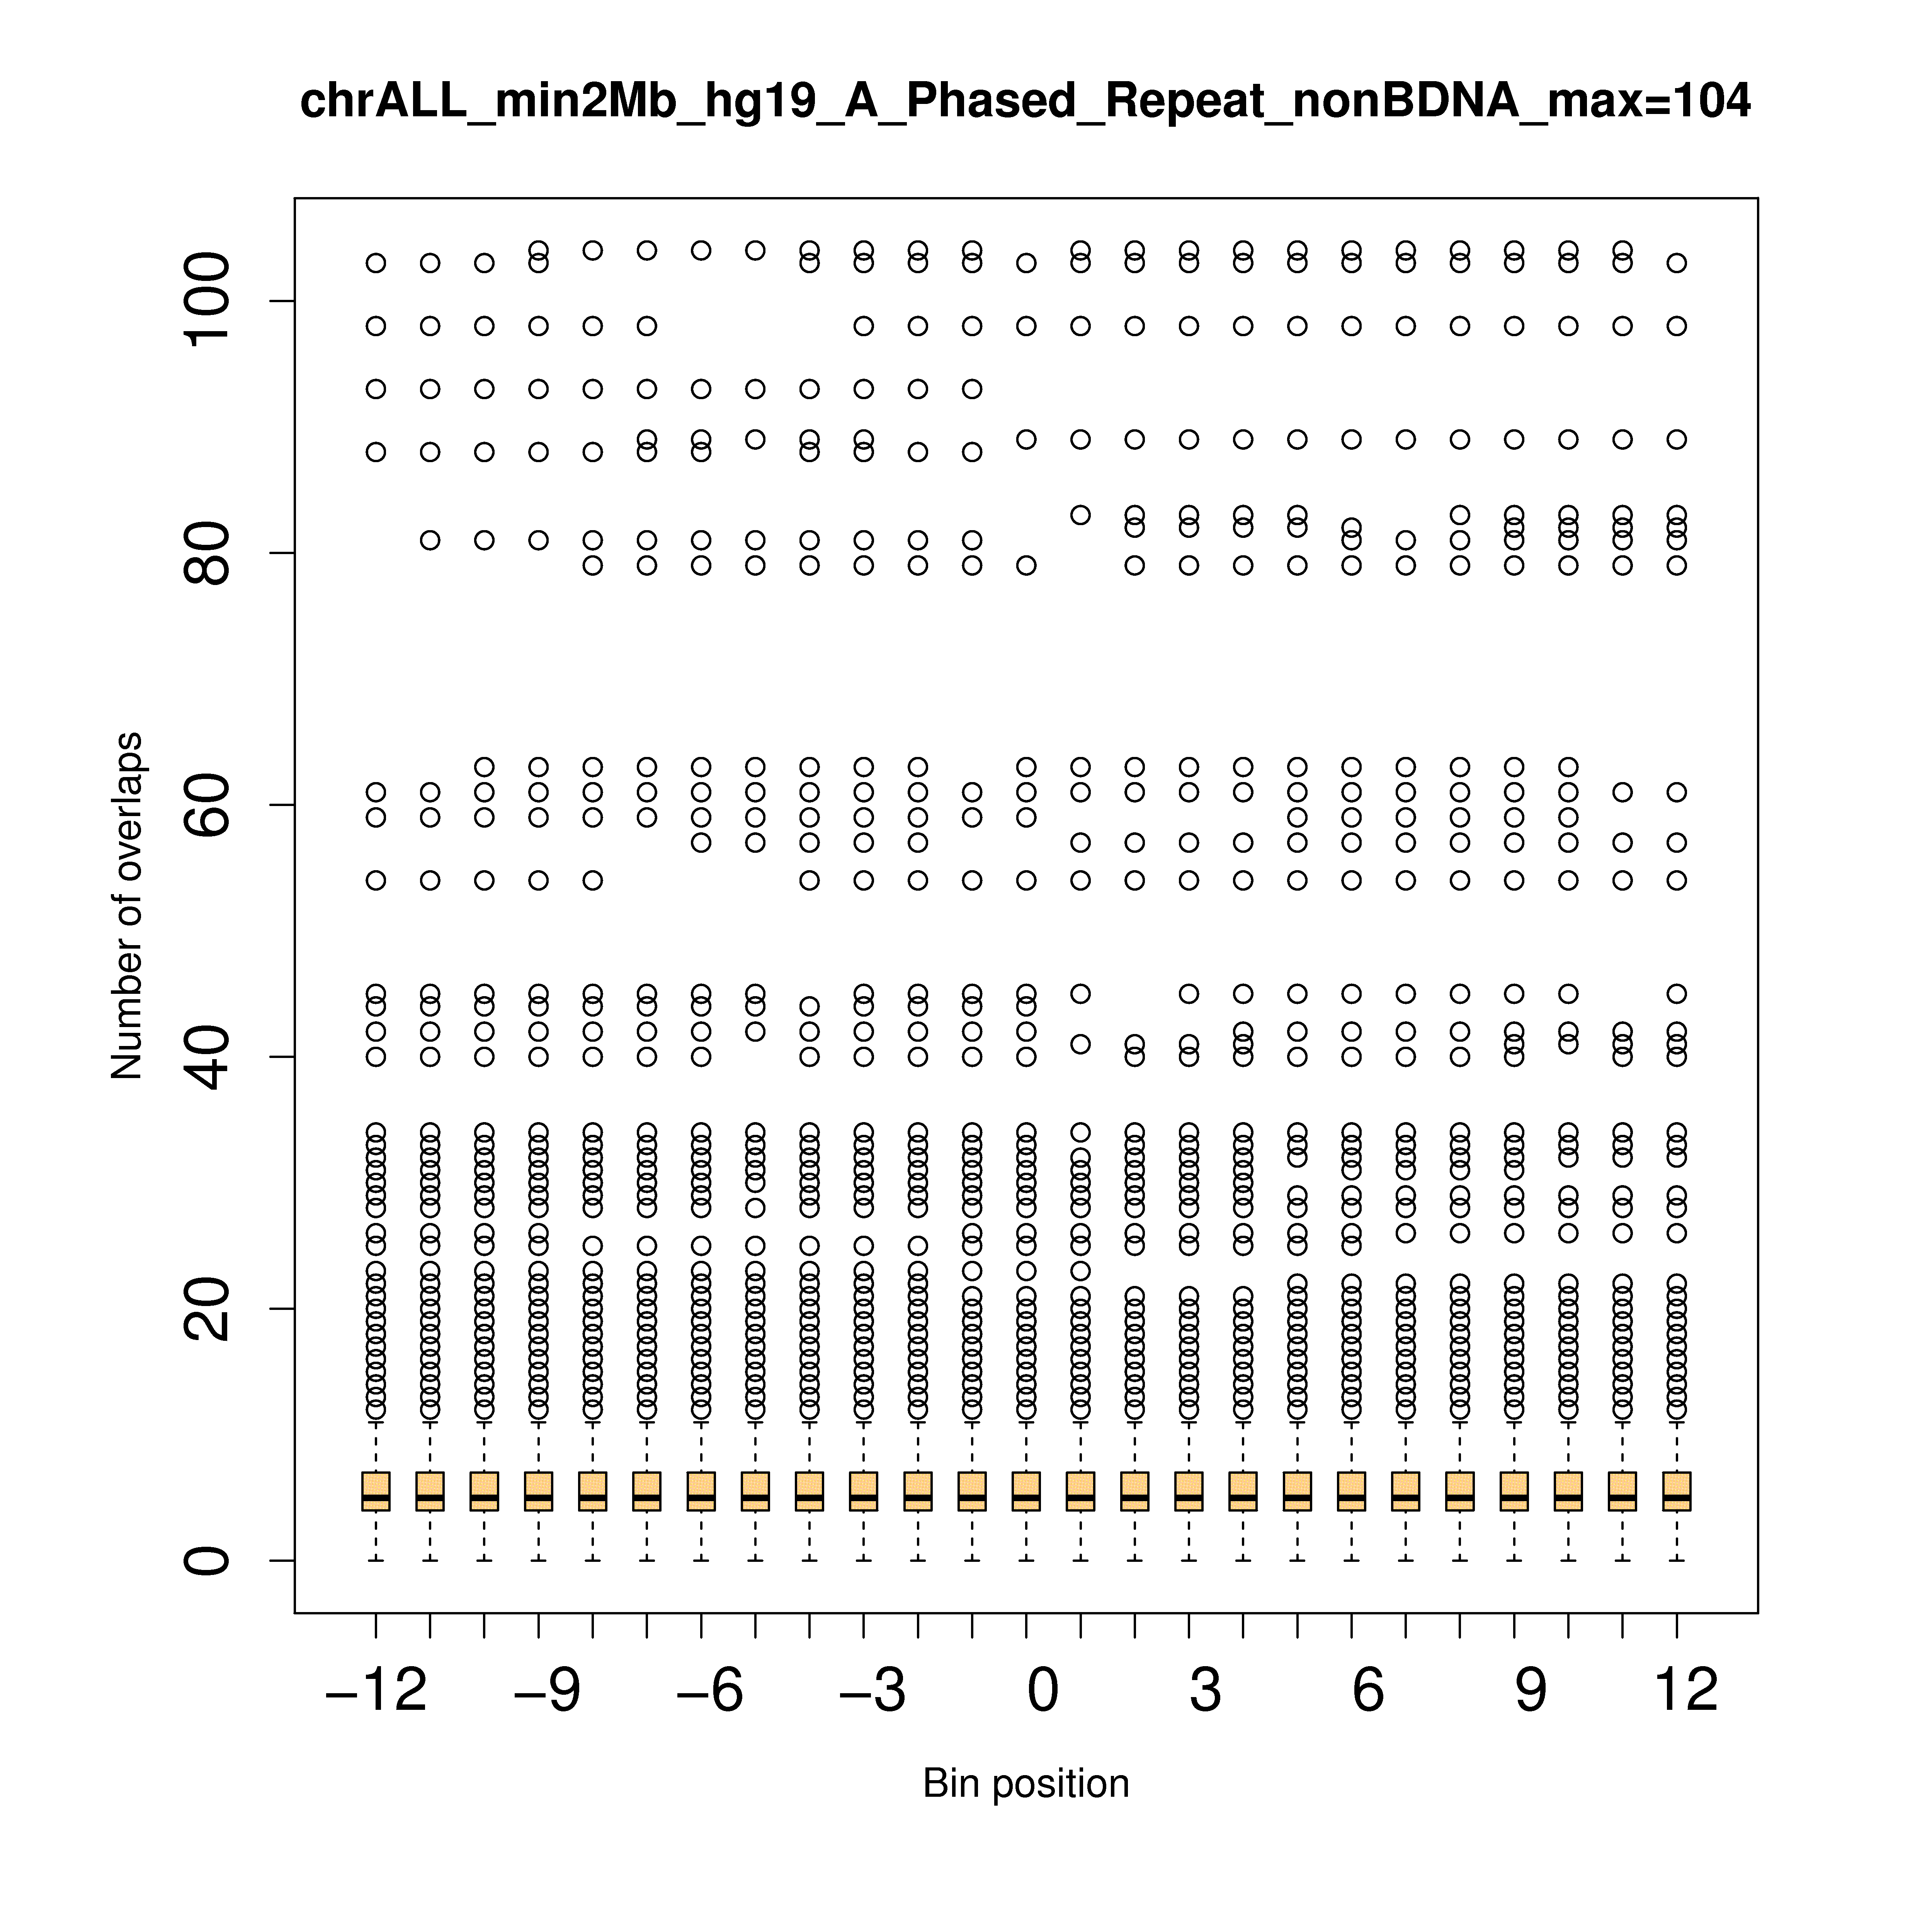 chrALL_min2Mb_hg19_A_Phased_Repeat_nonBDNA_max=104
100
80
60
40
20
0
Number of overlaps
−12 −9 −6 −3 0 3 6 9 12
Bin position